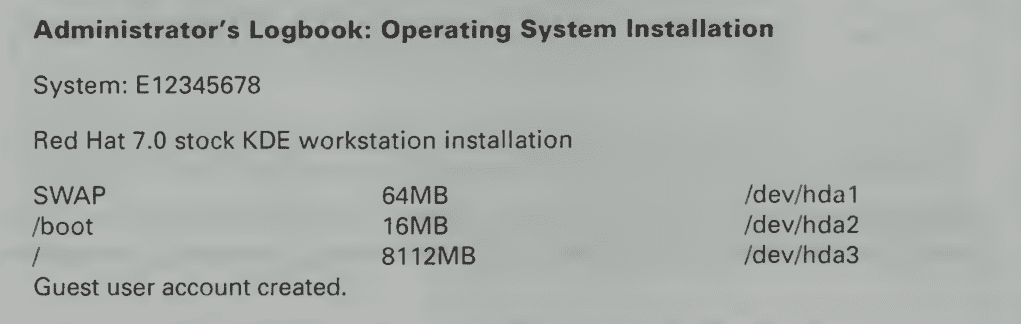 Administrator's Logbook: Operating System Installation
System: E12345678
Red Hat 7.0 stock KDE workstation installation
SWAP 64MB /dev/hda1
/boot 16MB /dev/hda2
/ 8112MB /dev/hda3
Guest user account created.